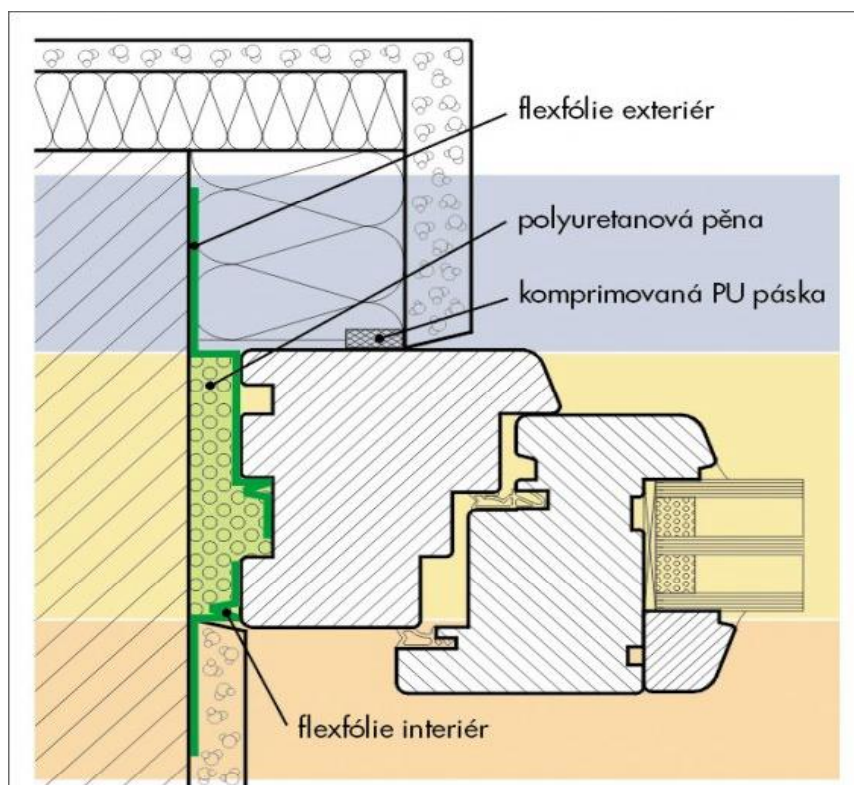 flexfólie exteriér
polyuretanová pěna
komprimovaná PU páska
flexfólie interiér